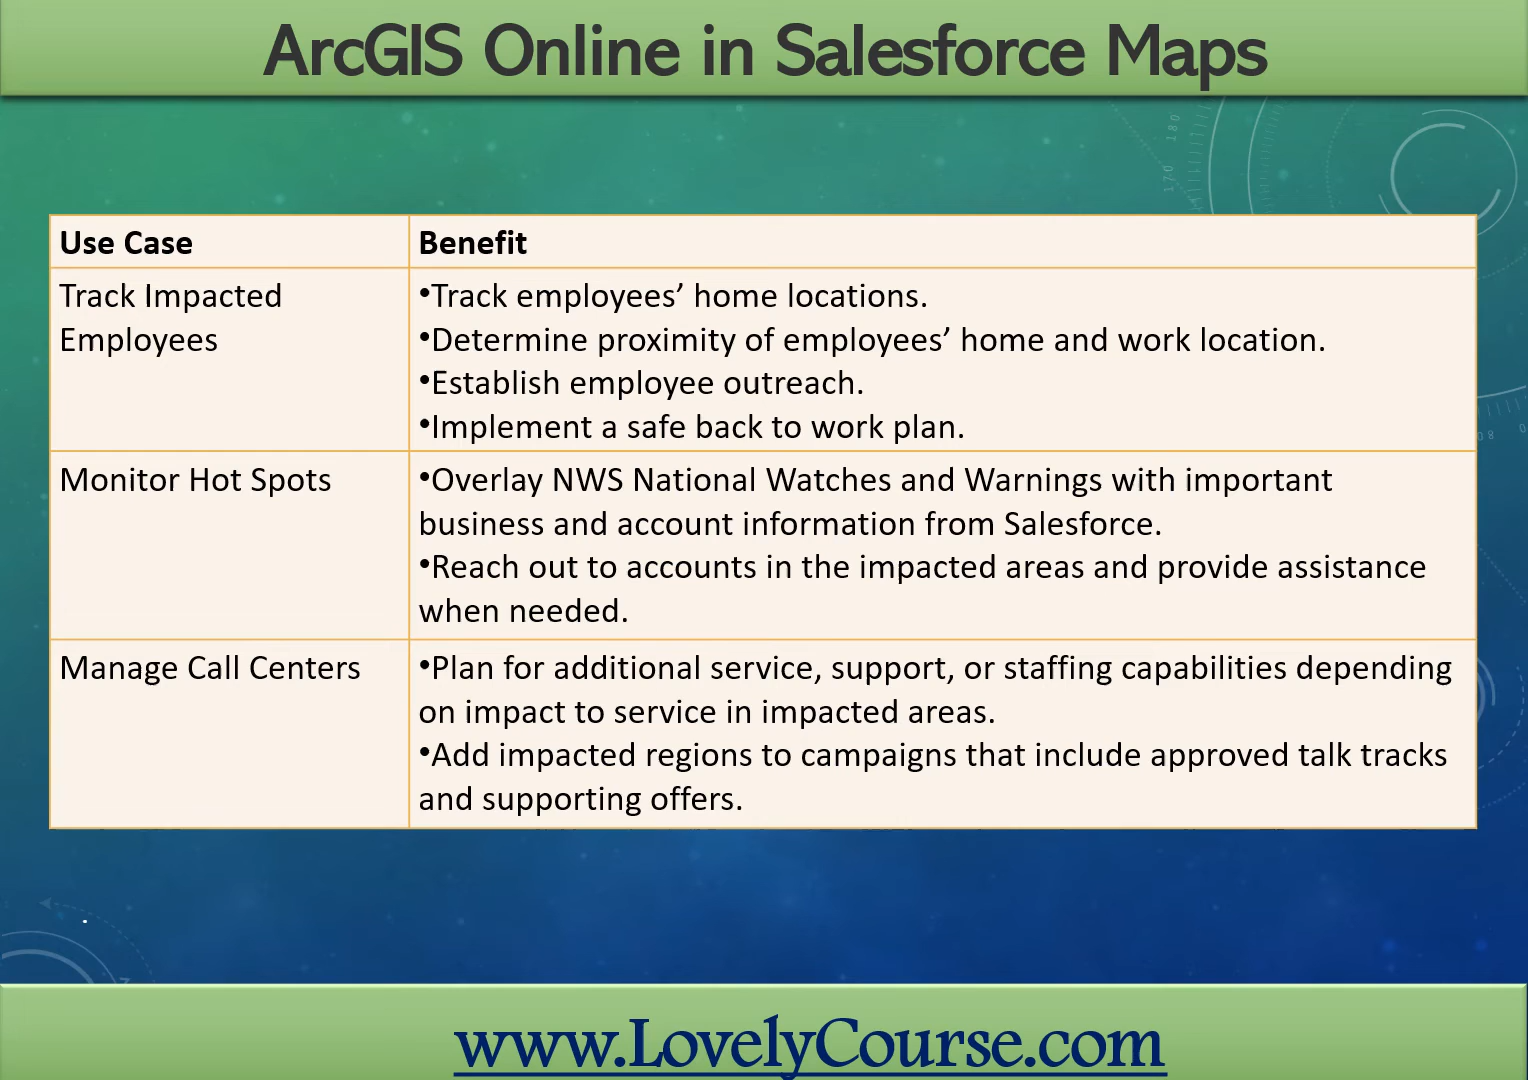 ArcGIS Online in Salesforce Maps
180
170
Use Case
Benefit
Track Impacted
Employees
•Track employees’ home locations.
•Determine proximity of employees’ home and work location.
•Establish employee outreach.
•Implement a safe back to work plan.
Monitor Hot Spots
•Overlay NWS National Watches and Warnings with important
business and account information from Salesforce.
•Reach out to accounts in the impacted areas and provide assistance
when needed.
Manage Call Centers
•Plan for additional service, support, or staffing capabilities depending
on impact to service in impacted areas.
•Add impacted regions to campaigns that include approved talk tracks
and supporting offers.
www.LovelyCourse.com